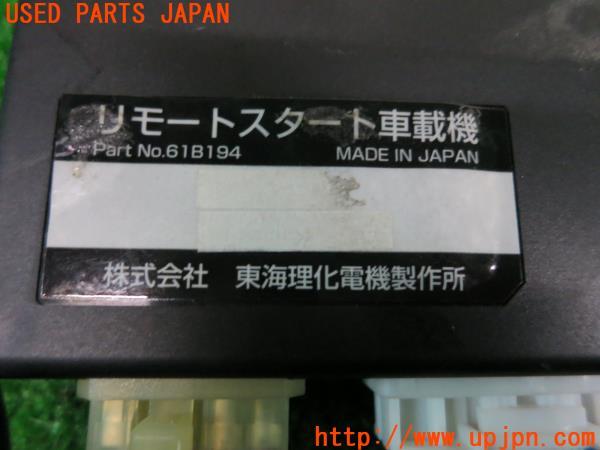 USED PARTS JAPAN
リモートスタート車載機
Part No.61B194 MADE IN JAPAN
株式会社 東海理化電機製作所
http://www.upjpn.com/